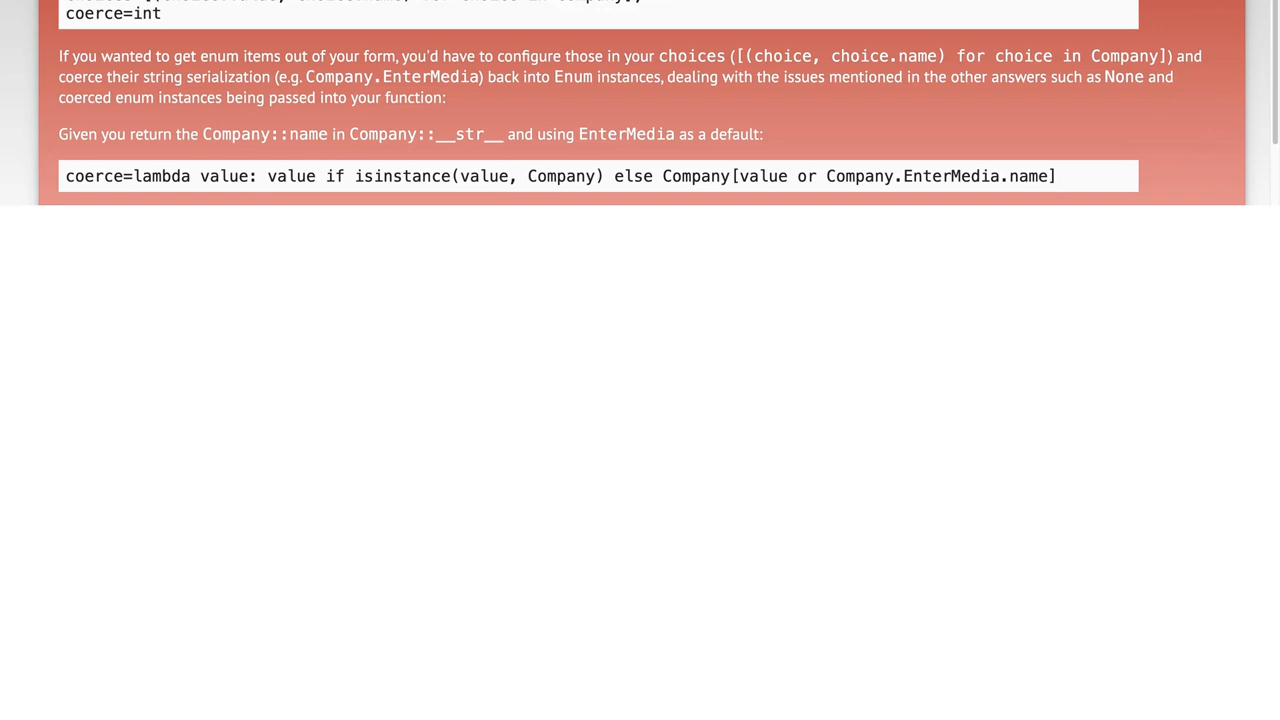 coerce=int
If you wanted to get enum items out of your form, you'd have to configure those in your choices ([(choice, choice.name) for choice in Company]) and
coerce their string serialization (e.g. Company.EnterMedia) back into Enum instances, dealing with the issues mentioned in the other answers such as None and
coerced enum instances being passed into your function:
Given you return the Company::name in Company::__str__ and using EnterMedia as a default:
coerce=lambda value: value if isinstance(value, Company) else Company[value or Company.EnterMedia.name]